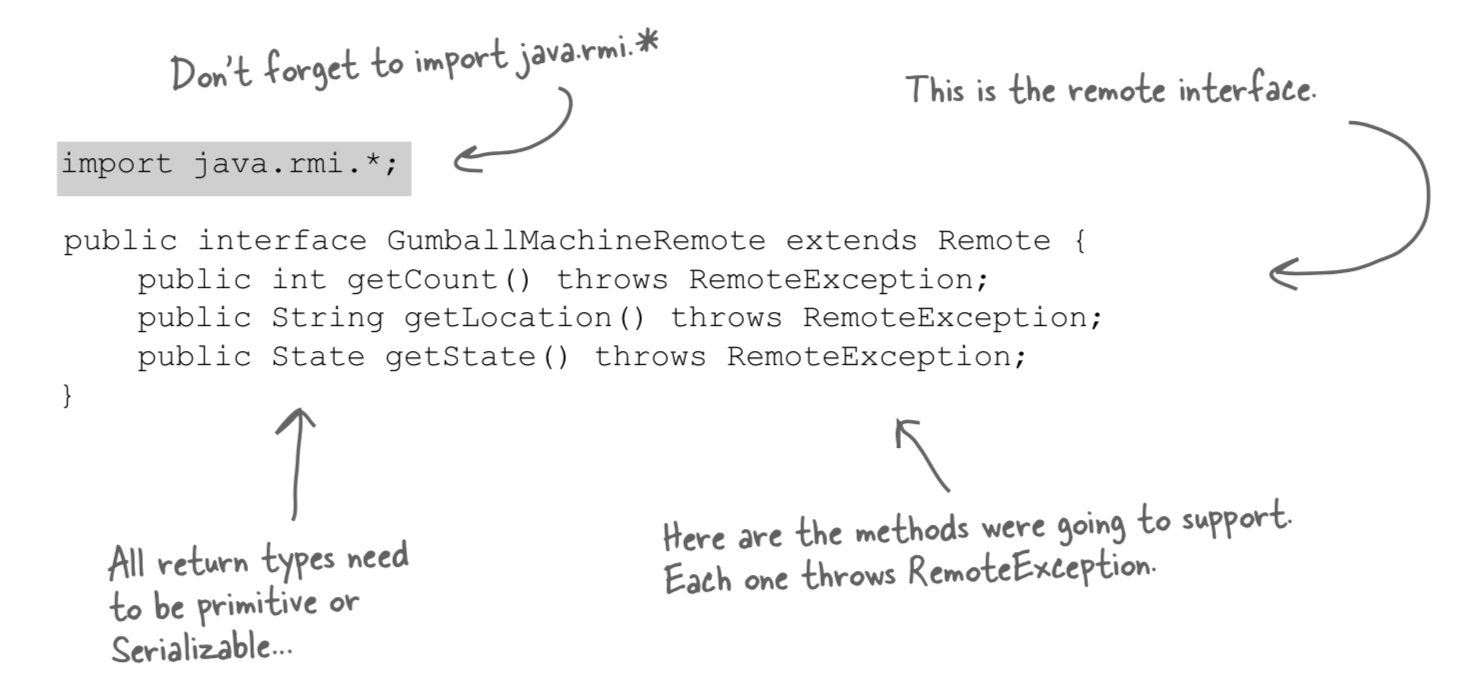 Don't forget to import java.rmi.*
This is the remote interface.
import java.rmi.*;
public interface GumballMachineRemote extends Remote {
    public int getCount() throws RemoteException;
    public String getLocation() throws RemoteException;
    public State getState() throws RemoteException;
}
All return types need
to be primitive or
Serializable...
Here are the methods were going to support.
Each one throws RemoteException.